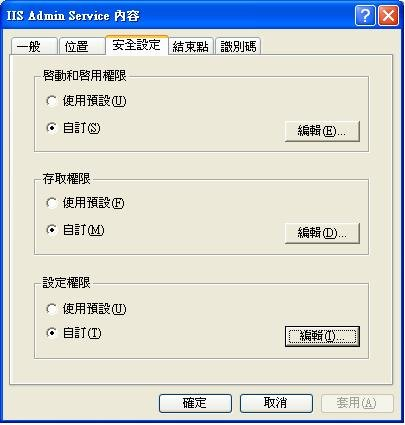 IIS Admin Service 內容
一般 位置 安全設定 結束點 識別碼
啓動和啓用權限
使用預設(U)
自訂(S)
編輯(E)...
存取權限
使用預設(F)
自訂(M)
編輯(D)...
設定權限
使用預設(U)
自訂(T)
編輯(I)...
確定 取消 套用(A)